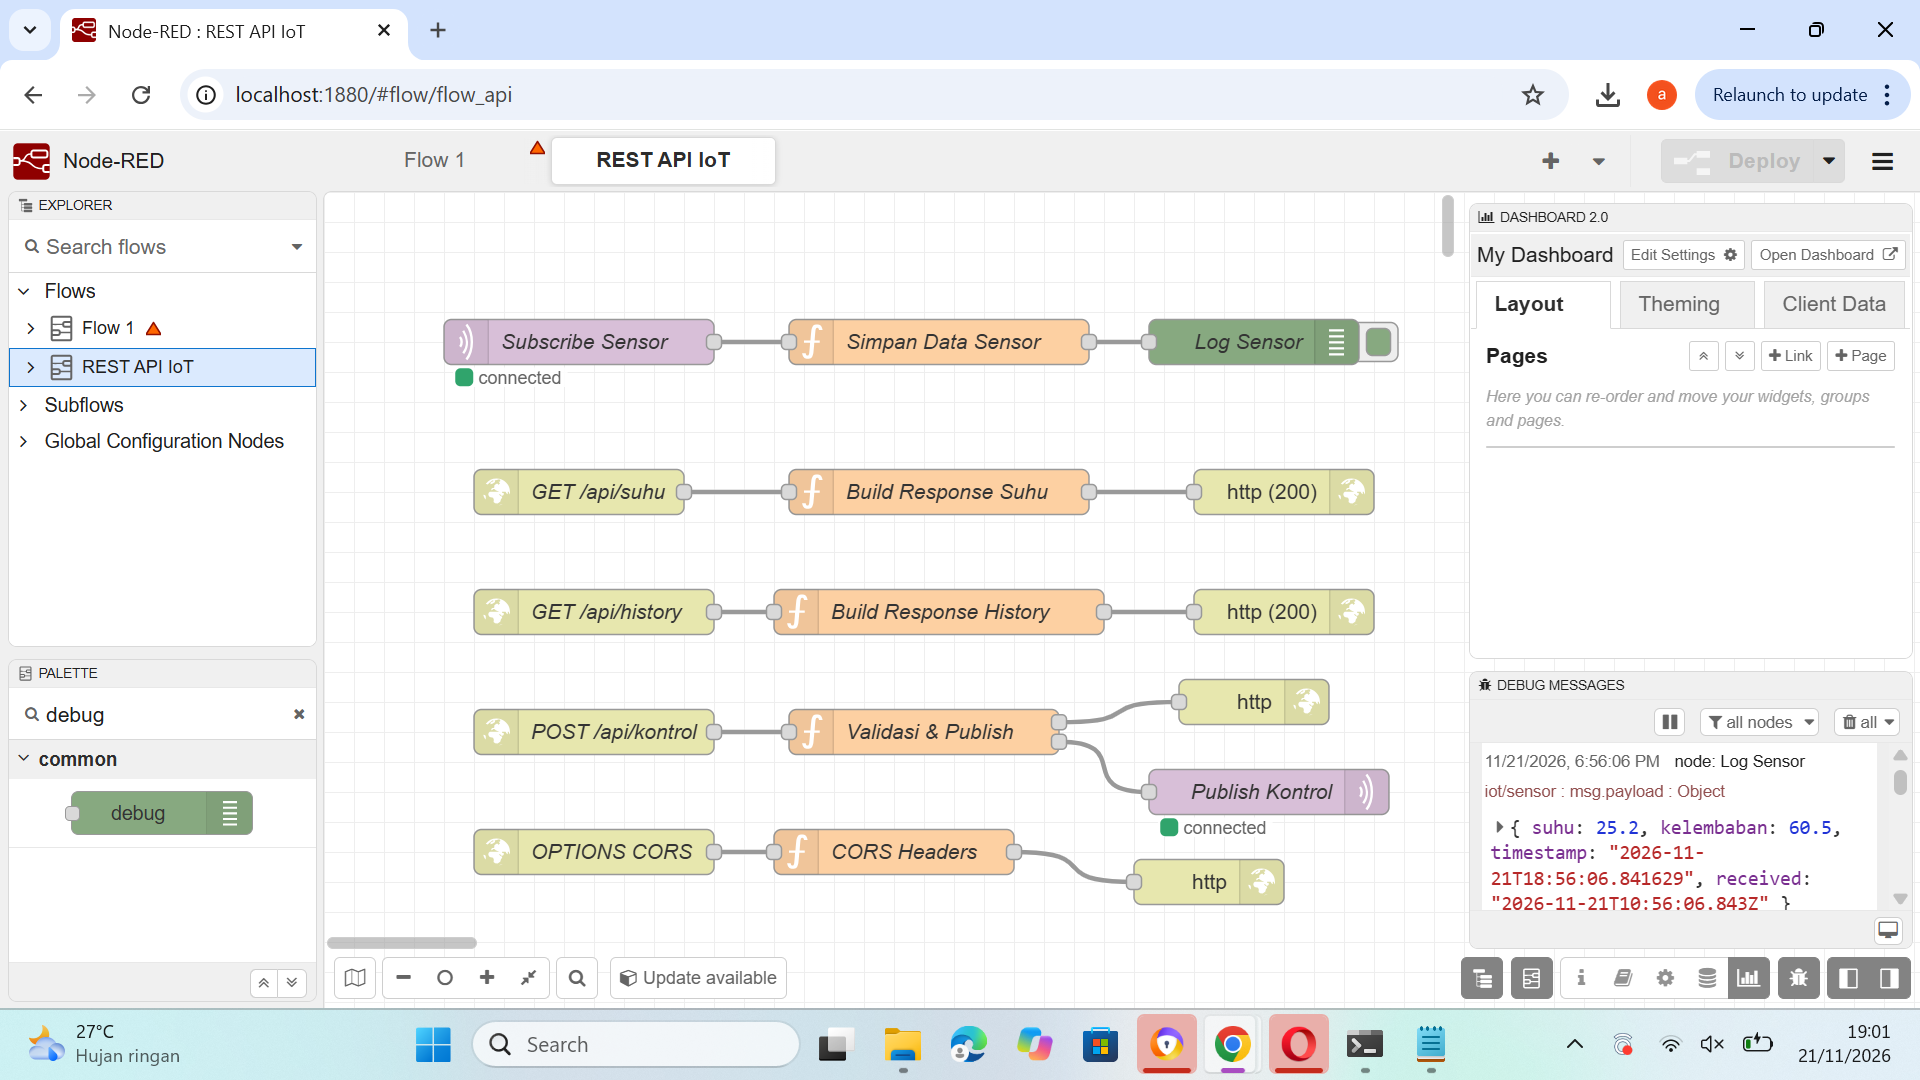 Node-RED : REST API IoT
localhost:1880/#flow/flow_api
a
Relaunch to update
Node-RED
Flow 1
REST API IoT
Deploy
EXPLORER
Search flows
Flows
Flow 1
REST API IoT
Subflows
Global Configuration Nodes
PALETTE
debug
common
debug
Subscribe Sensor
connected
Simpan Data Sensor
Log Sensor
GET /api/suhu
Build Response Suhu
http (200)
GET /api/history
Build Response History
http (200)
POST /api/kontrol
Validasi & Publish
http
Publish Kontrol
connected
OPTIONS CORS
CORS Headers
http
Update available
DASHBOARD 2.0
My Dashboard
Edit Settings
Open Dashboard
Layout
Theming
Client Data
Pages
Link
Page
Here you can re-order and move your widgets, groups
and pages.
DEBUG MESSAGES
all nodes
all
11/21/2026, 6:56:06 PM node: Log Sensor
iot/sensor : msg.payload : Object
{ suhu: 25.2, kelembaban: 60.5,
timestamp: "2026-11-
21T18:56:06.841629", received:
"2026-11-21T10:56:06.843Z" }
27°C
Hujan ringan
Search
19:01
21/11/2026